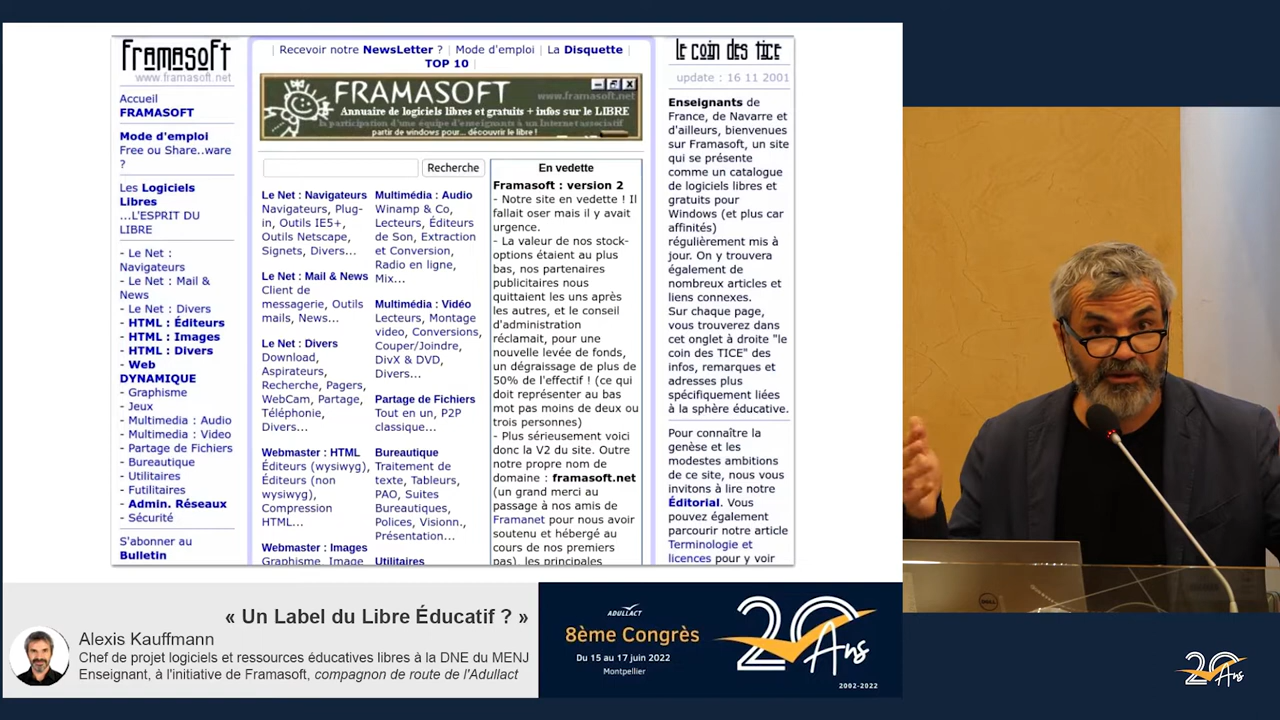 framasoft
www.framasoft.net
Accueil
FRAMASOFT
Mode d'emploi
Free ou Share..ware
?
Les Logiciels
Libres
...L'ESPRIT DU
LIBRE
- Le Net :
Navigateurs
- Le Net : Mail &
News
- Le Net : Divers
- HTML : Éditeurs
- HTML : Images
- HTML : Divers
- Web
DYNAMIQUE
- Graphisme
- Jeux
- Multimedia : Audio
- Multimedia : Video
- Partage de Fichiers
- Bureautique
- Utilitaires
- Futilitaires
- Admin. Réseaux
- Sécurité
S'abonner au
Bulletin
| Recevoir notre NewsLetter ? | Mode d'emploi | La Disquette |
TOP 10 |
FRAMASOFT
www.framasoft.net
Annuaire de logiciels libres et gratuits + infos sur le LIBRE
la participation d'une équipe d'enseignants à un Internet associatif
partir de windows pour... découvrir le libre !
Recherche
Le Net : Navigateurs
Navigateurs, Plug-
in, Outils IE5+,
Outils Netscape,
Signets, Divers...
Le Net : Mail & News
Client de
messagerie, Outils
mails, News...
Le Net : Divers
Download,
Aspirateurs,
Recherche, Pagers,
WebCam, Partage,
Téléphonie,
Divers...
Webmaster : HTML
Éditeurs (wysiwyg),
Éditeurs (non
wysiwyg),
Compression
HTML...
Webmaster : Images
Graphisme, Image
Multimédia : Audio
Winamp & Co,
Lecteurs, Éditeurs
de Son, Extraction
et Conversion,
Radio en ligne,
Mix...
Multimédia : Vidéo
Lecteurs, Montage
video, Conversions,
Couper/Joindre,
DivX & DVD,
Divers...
Partage de Fichiers
Tout en un, P2P
classique...
Bureautique
Traitement de
texte, Tableurs,
PAO, Suites
Bureautiques,
Polices, Visionn.,
Présentation...
Utilitaires
En vedette
Framasoft : version 2
- Notre site en vedette ! Il
fallait oser mais il y avait
urgence.
- La valeur de nos stock-
options étaient au plus
bas, nos partenaires
publicitaires nous
quittaient les uns après
les autres, et le conseil
d'administration
réclamait, pour une
nouvelle levée de fonds,
un dégraissage de plus de
50% de l'effectif ! (ce qui
doit représenter au bas
mot pas moins de deux ou
trois personnes)
- Plus sérieusement voici
donc la V2 du site. Outre
notre propre nom de
domaine : framasoft.net
(un grand merci au
passage à nos amis de
Framanet pour nous avoir
soutenu et hébergé au
cours de nos premiers
pas), les principales
le coin des tice
update : 16 11 2001
Enseignants de
France, de Navarre et
d'ailleurs, bienvenues
sur Framasoft, un site
qui se présente
comme un catalogue
de logiciels libres et
gratuits pour
Windows (et plus car
affinités)
régulièrement mis à
jour. On y trouvera
également de
nombreux articles et
liens connexes.
Sur chaque page,
vous trouverez dans
cet onglet à droite "le
coin des TICE" des
infos, remarques et
adresses plus
spécifiquement liées
à la sphère éducative.
Pour connaître la
genèse et les
modestes ambitions
de ce site, nous vous
invitons à lire notre
Éditorial. Vous
pouvez également
parcourir notre article
Terminologie et
licences pour y voir
« Un Label du Libre Éducatif ? »
Alexis Kauffmann
Chef de projet logiciels et ressources éducatives libres à la DNE du MENJ
Enseignant, à l'initiative de Framasoft, compagnon de route de l'Adullact
ADULLACT
8ème Congrès
Du 15 au 17 juin 2022
Montpellier
20 Ans
2002-2022
DELL
20 Ans